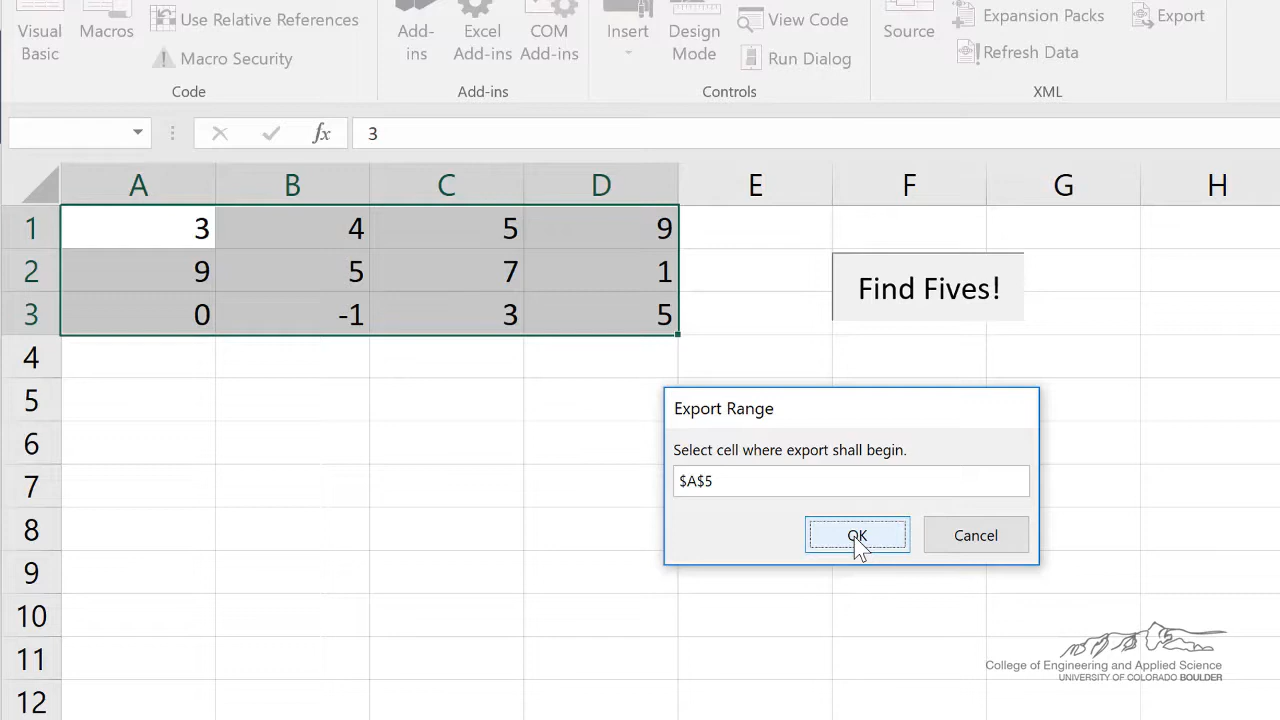 Visual Basic
Macros
Use Relative References
Macro Security
Code
Add-ins
Excel Add-ins
COM Add-ins
Add-ins
Insert
Design Mode
View Code
Run Dialog
Controls
Source
Expansion Packs
Refresh Data
Export
XML
fx
3
A B C D E F G H
1 3 4 5 9
2 9 5 7 1
3 0 -1 3 5
Find Fives!
4
5
6
7
8
9
10
11
12
Export Range
Select cell where export shall begin.
$A$5
OK
Cancel
College of Engineering and Applied Science
UNIVERSITY OF COLORADO BOULDER